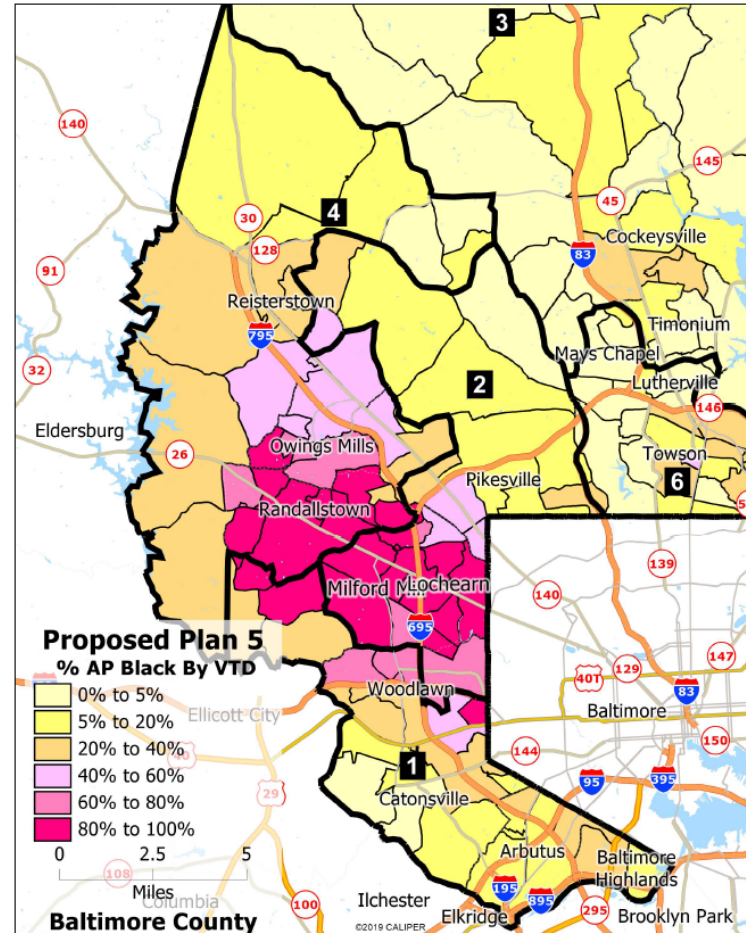 3
140
145
30
4
45
128
Cockeysville
91
83
Reisterstown
795
Timonium
Mays Chapel
32
2
Lutherville
146
Eldersburg
Owings Mills
Towson
26
Pikesville
6
5
Randallstown
139
Milford M
Lochearn
140
Proposed Plan 5
695
147
% AP Black By VTD
129
40T
83
0% to 5%
Woodlawn
5% to 20%
Ellicott City
Baltimore
20% to 40%
40
150
40% to 60%
1
144
60% to 80%
29
Catonsville
95
395
80% to 100%
0 2.5 5
Arbutus
Baltimore
Highlands
108
Miles
195
Columbia
Ilchester
895
100
295
Baltimore County
©2019 CALIPER
Elkridge
Brooklyn Park